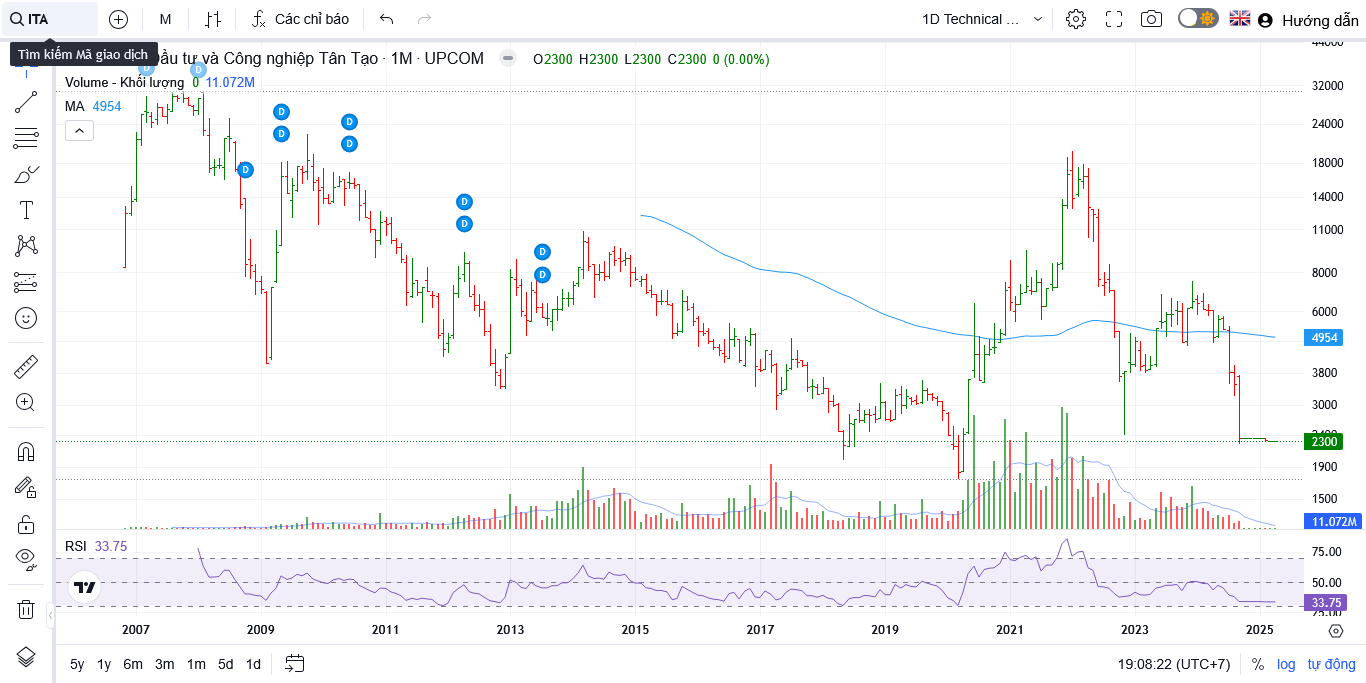 ITA
M
Các chỉ báo
1D Technical ...
Hướng dẫn
Tìm kiếm Mã giao dịch
ầu tư và Công nghiệp Tân Tạo · 1M · UPCOM
O2300 H2300 L2300 C2300 0 (0.00%)
Volume - Khối lượng 0 11.072M
MA 4954
D
D
D
D
D
D
D
D
D
D
D
44000
32000
24000
18000
14000
11000
8000
6000
4954
3800
3000
2400
2300
1900
1500
11.072M
RSI 33.75
75.00
50.00
33.75
25.00
2007 2009 2011 2013 2015 2017 2019 2021 2023 2025
5y 1y 6m 3m 1m 5d 1d
19:08:22 (UTC+7)
% log tự động